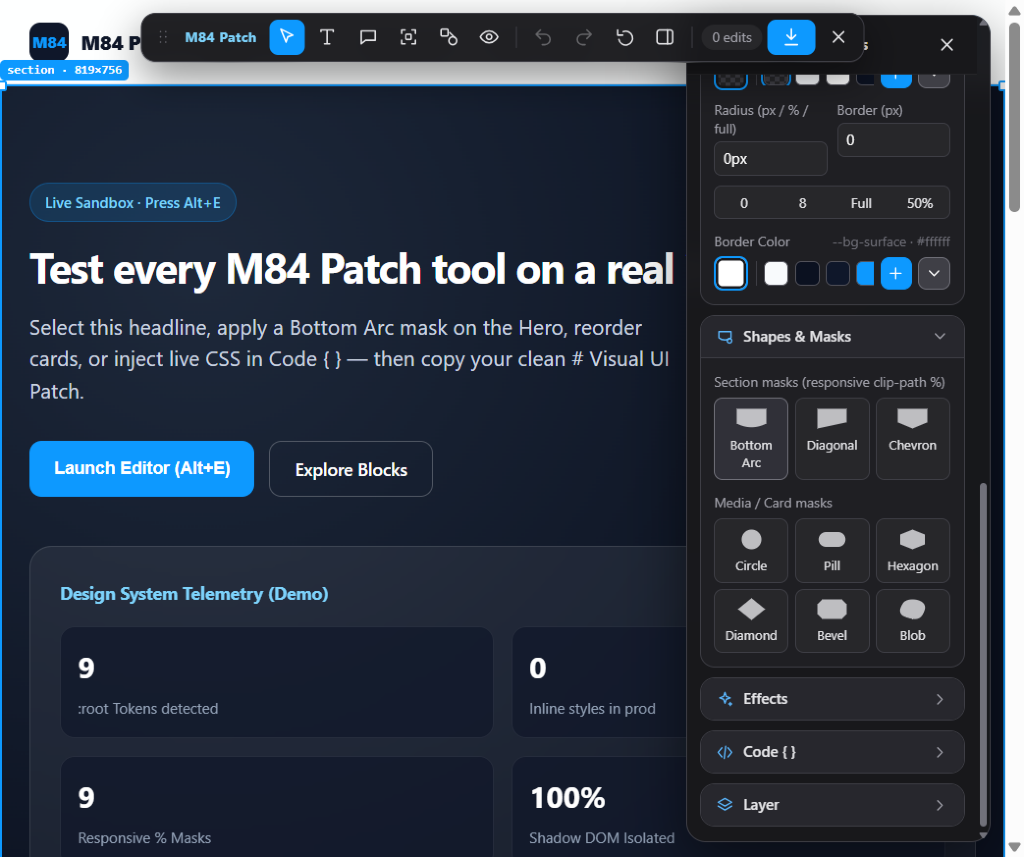 M84
M84 P
M84 Patch
0 edits
section · 819×756
Radius (px / % /
full)
Border (px)
0px
0
0
8
Full
50%
Border Color
--bg-surface · #ffffff
Shapes & Masks
Section masks (responsive clip-path %)
Bottom
Arc
Diagonal
Chevron
Media / Card masks
Circle
Pill
Hexagon
Diamond
Bevel
Blob
Effects
Code { }
Layer
Live Sandbox · Press Alt+E
Test every M84 Patch tool on a real
Select this headline, apply a Bottom Arc mask on the Hero, reorder
cards, or inject live CSS in Code { } — then copy your clean # Visual UI
Patch.
Launch Editor (Alt+E)
Explore Blocks
Design System Telemetry (Demo)
9
:root Tokens detected
0
Inline styles in prod
9
Responsive % Masks
100%
Shadow DOM Isolated